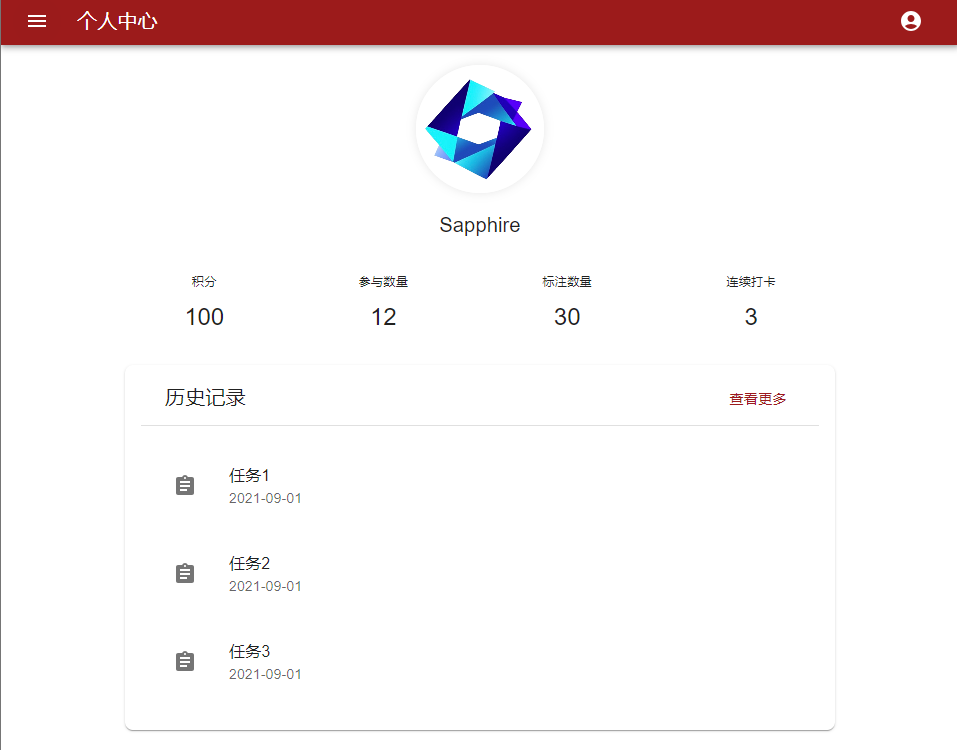 个人中心
Sapphire
积分 参与数量 标注数量 连续打卡
100 12 30 3
历史记录 查看更多
任务1
2021-09-01
任务2
2021-09-01
任务3
2021-09-01